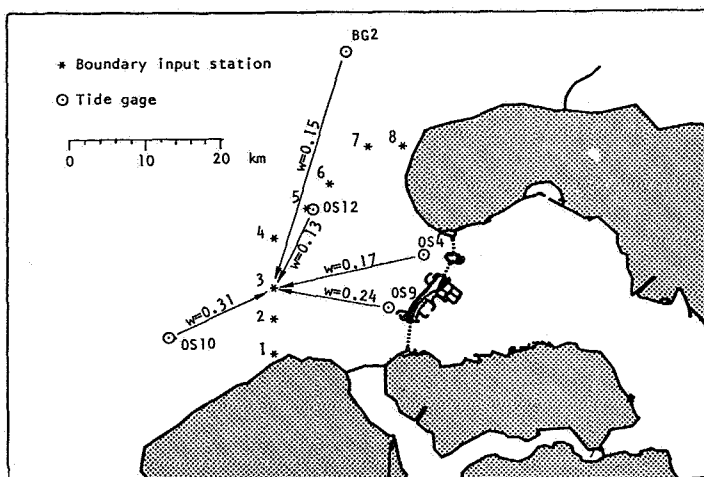 BG2
* Boundary input station
⊙ Tide gage
0 10 20 km
7 8
w=0.15
6
5
OS12
4
w=0.13
OS4
w=0.17
3
w=0.24
OS9
w=0.31
2
OS10
1